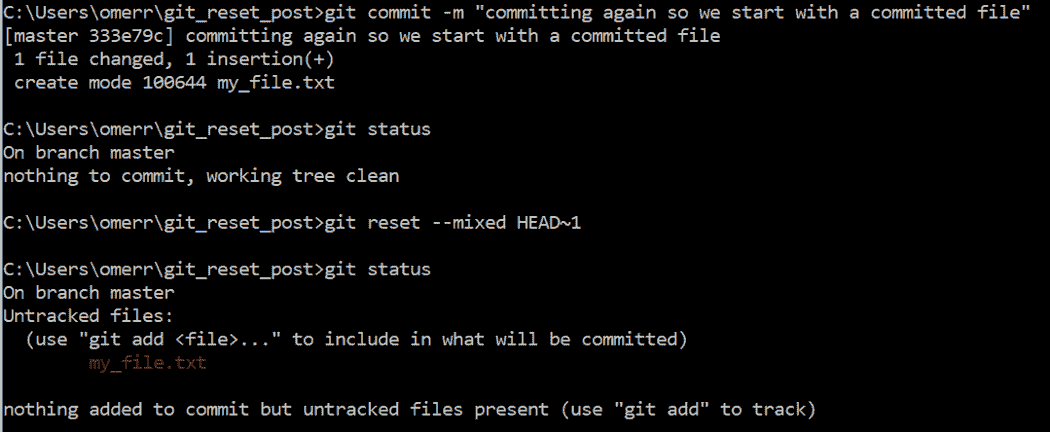 C:\Users\omerr\git_reset_post>git commit -m "committing again so we start with a committed file"
[master 333e79c] committing again so we start with a committed file
 1 file changed, 1 insertion(+)
 create mode 100644 my_file.txt
C:\Users\omerr\git_reset_post>git status
On branch master
nothing to commit, working tree clean
C:\Users\omerr\git_reset_post>git reset --mixed HEAD~1
C:\Users\omerr\git_reset_post>git status
On branch master
Untracked files:
  (use "git add <file>..." to include in what will be committed)
        my_file.txt
nothing added to commit but untracked files present (use "git add" to track)